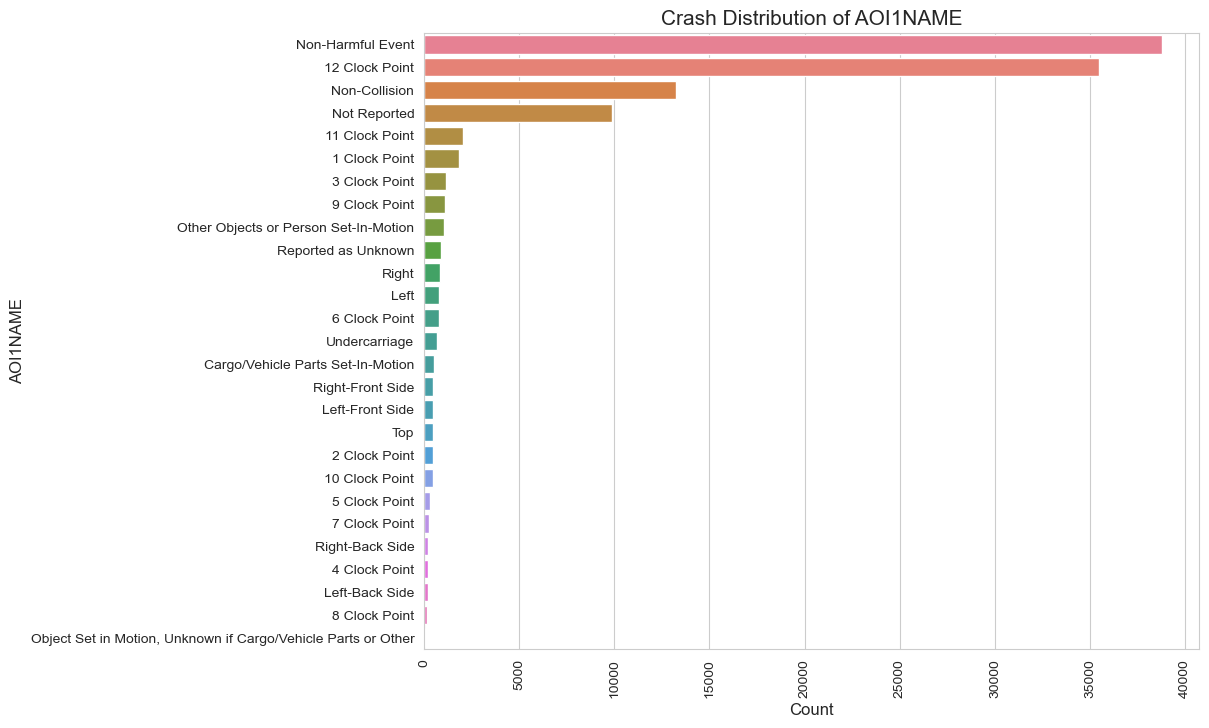 Crash Distribution of AOI1NAME
AOI1NAME
Non-Harmful Event
12 Clock Point
Non-Collision
Not Reported
11 Clock Point
1 Clock Point
3 Clock Point
9 Clock Point
Other Objects or Person Set-In-Motion
Reported as Unknown
Right
Left
6 Clock Point
Undercarriage
Cargo/Vehicle Parts Set-In-Motion
Right-Front Side
Left-Front Side
Top
2 Clock Point
10 Clock Point
5 Clock Point
7 Clock Point
Right-Back Side
4 Clock Point
Left-Back Side
8 Clock Point
Object Set in Motion, Unknown if Cargo/Vehicle Parts or Other
0
5000
10000
15000
20000
25000
30000
35000
40000
Count